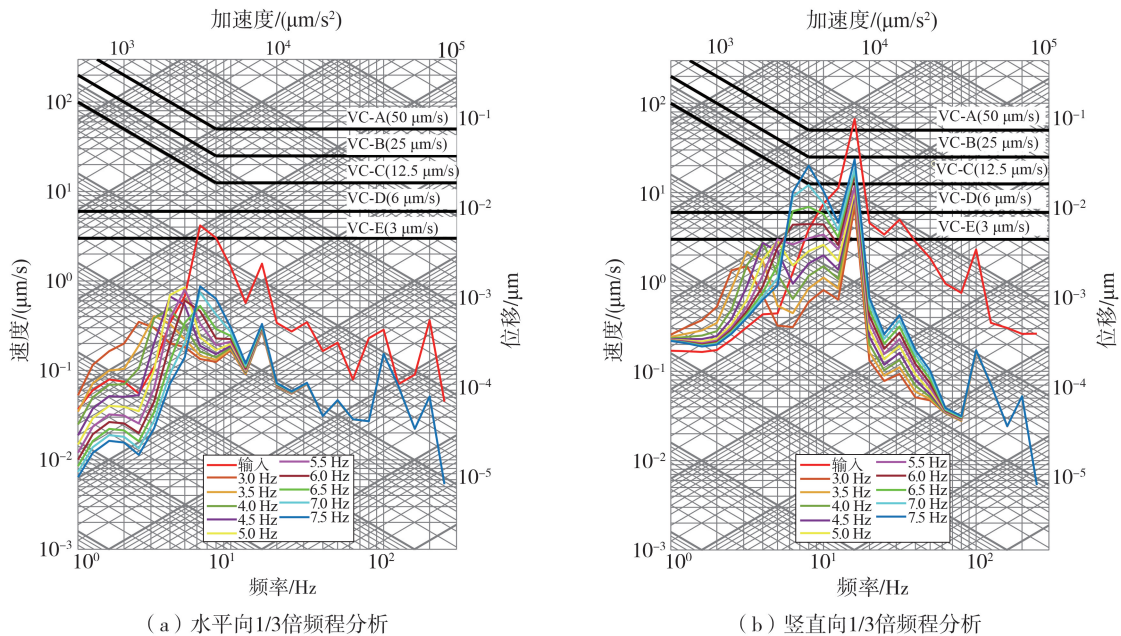 加速度/(μm/s²)
10³ 10⁴ 10⁵
10² 10¹ 10⁰ 10⁻¹ 10⁻² 10⁻³
速度/(μm/s)
VC-A(50 μm/s)
VC-B(25 μm/s)
VC-C(12.5 μm/s)
VC-D(6 μm/s)
VC-E(3 μm/s)
10⁻¹ 10⁻² 10⁻³ 10⁻⁴ 10⁻⁵
位移/μm
输入
3.0 Hz
3.5 Hz
4.0 Hz
4.5 Hz
5.0 Hz
5.5 Hz
6.0 Hz
6.5 Hz
7.0 Hz
7.5 Hz
10⁰ 10¹ 10²
频率/Hz
（a）水平向1/3倍频程分析
加速度/(μm/s²)
10³ 10⁴ 10⁵
10² 10¹ 10⁰ 10⁻¹ 10⁻² 10⁻³
速度/(μm/s)
VC-A(50 μm/s)
VC-B(25 μm/s)
VC-C(12.5 μm/s)
VC-D(6 μm/s)
VC-E(3 μm/s)
10⁻¹ 10⁻² 10⁻³ 10⁻⁴ 10⁻⁵
位移/μm
输入
3.0 Hz
3.5 Hz
4.0 Hz
4.5 Hz
5.0 Hz
5.5 Hz
6.0 Hz
6.5 Hz
7.0 Hz
7.5 Hz
10⁰ 10¹ 10²
频率/Hz
（b）竖直向1/3倍频程分析